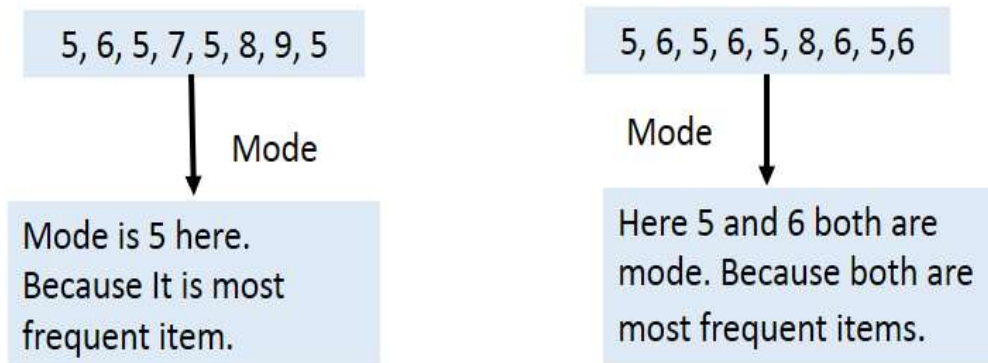 5, 6, 5, 7, 5, 8, 9, 5
Mode
Mode is 5 here.
Because It is most
frequent item.
5, 6, 5, 6, 5, 8, 6, 5,6
Mode
Here 5 and 6 both are
mode. Because both are
most frequent items.